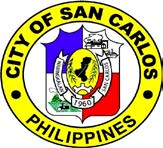 CITY OF SAN CARLOS
PHILIPPINES
1960